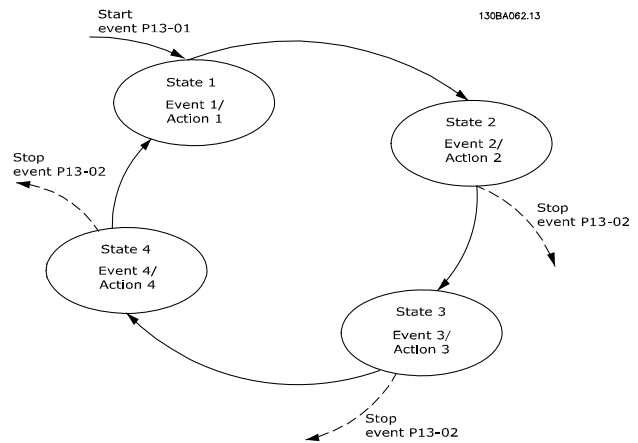 Start
event P13-01
130BA062.13
State 1
Event 1/
Action 1
State 2
Event 2/
Action 2
Stop
event P13-02
Stop
event P13-02
State 4
Event 4/
Action 4
State 3
Event 3/
Action 3
Stop
event P13-02